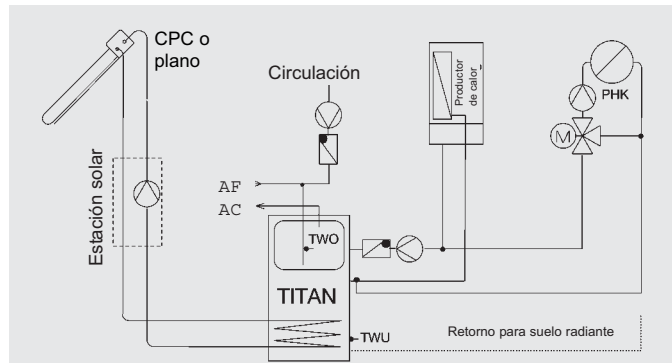 CPC o
plano
Circulación
Productor
de calor
PHK
M
Estación solar
AF
AC
TWO
TITAN
TWU
Retorno para suelo radiante